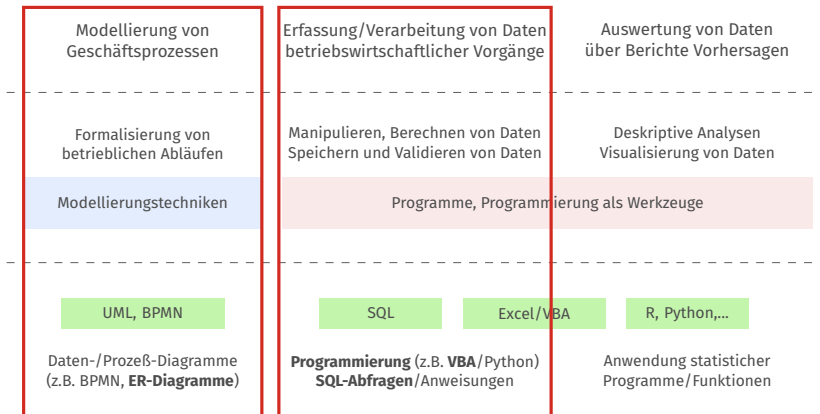 Modellierung von
Geschäftsprozessen
Erfassung/Verarbeitung von Daten
betriebswirtschaftlicher Vorgänge
Auswertung von Daten
über Berichte Vorhersagen
Formalisierung von
betrieblichen Abläufen
Manipulieren, Berechnen von Daten
Speichern und Validieren von Daten
Deskriptive Analysen
Visualisierung von Daten
Modellierungstechniken
Programme, Programmierung als Werkzeuge
UML, BPMN
SQL
Excel/VBA
R, Python,...
Daten-/Prozeß-Diagramme
(z.B. BPMN, ER-Diagramme)
Programmierung (z.B. VBA/Python)
SQL-Abfragen/Anweisungen
Anwendung statisticher
Programme/Funktionen